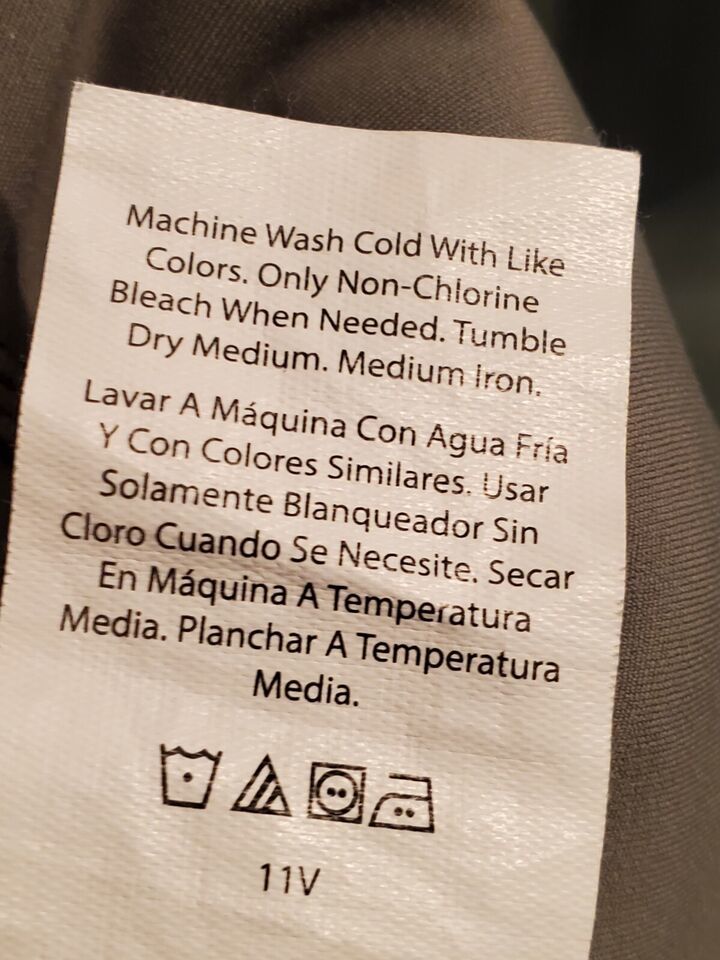 Machine Wash Cold With Like
Colors. Only Non-Chlorine
Bleach When Needed. Tumble
Dry Medium. Medium Iron.
Lavar A Máquina Con Agua Fría
Y Con Colores Similares. Usar
Solamente Blanqueador Sin
Cloro Cuando Se Necesite. Secar
En Máquina A Temperatura
Media. Planchar A Temperatura
Media.
11V